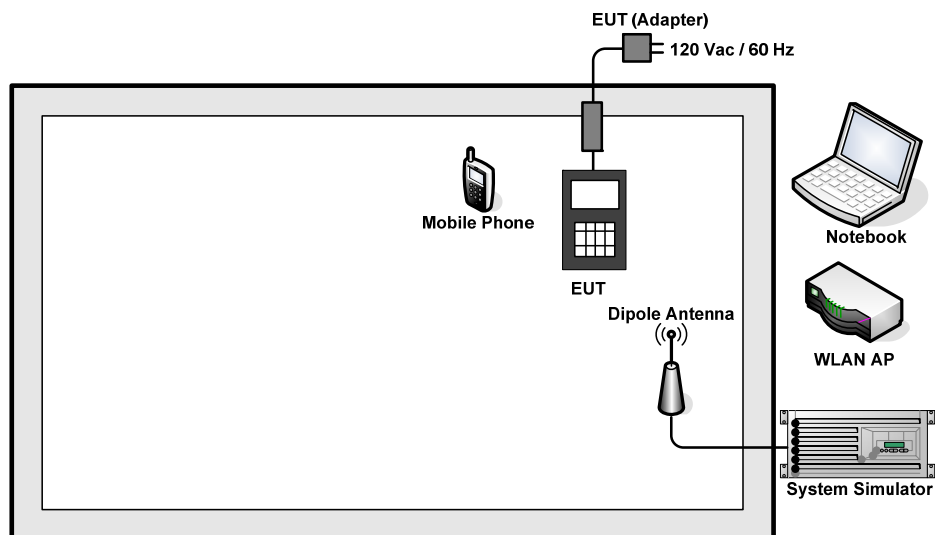 EUT (Adapter)
120 Vac / 60 Hz
Mobile Phone
EUT
Notebook
Dipole Antenna
WLAN AP
System Simulator